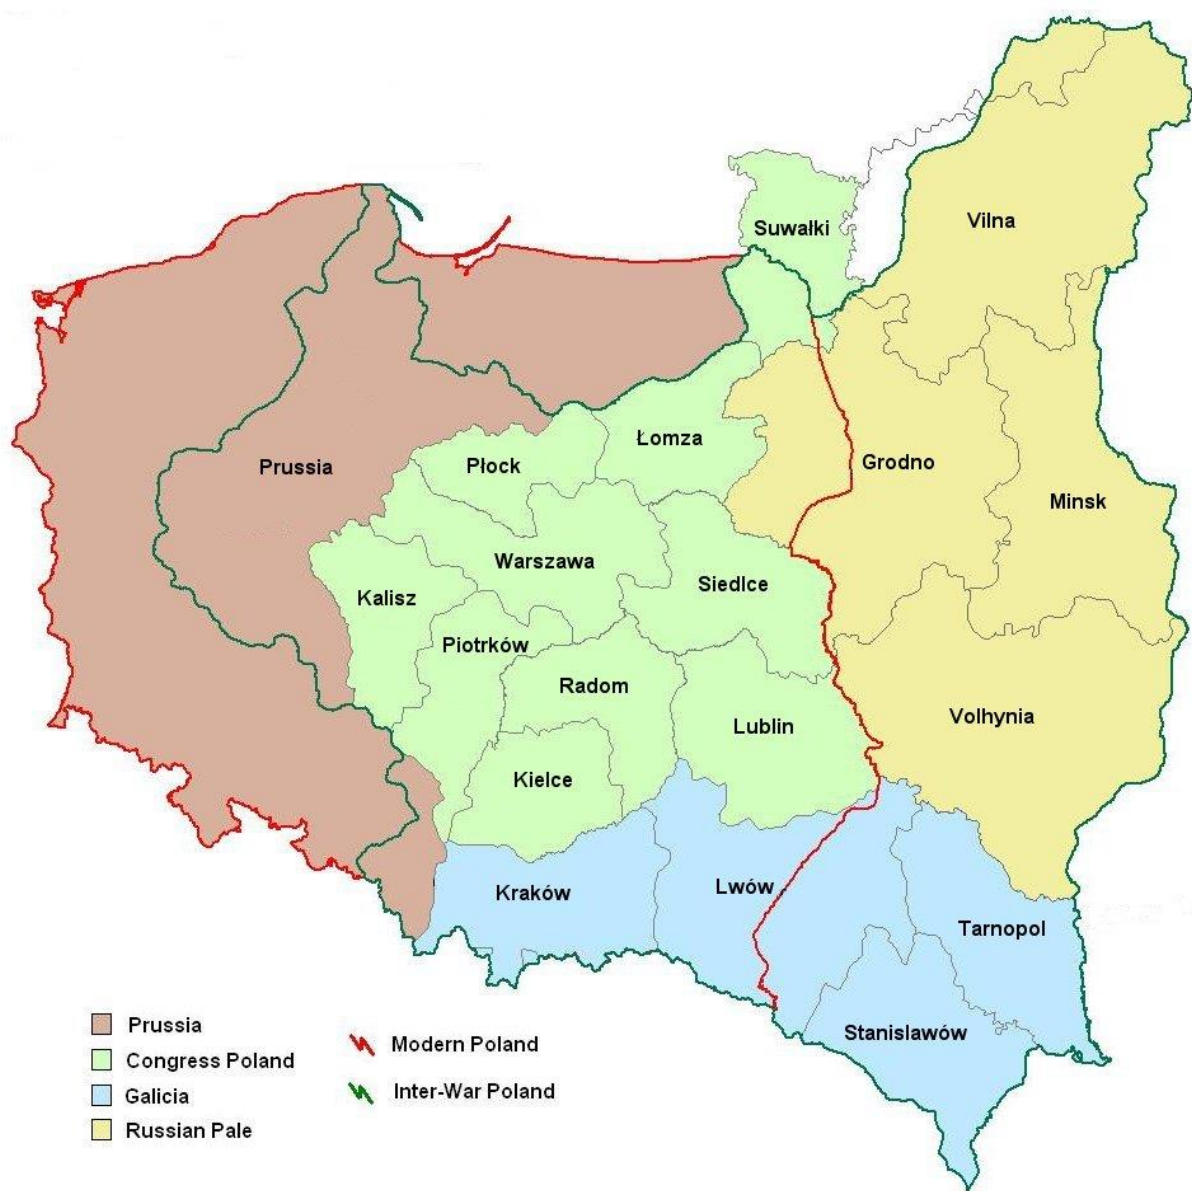 Suwałki
Vilna
Łomza
Prussia
Płock
Grodno
Minsk
Warszawa
Siedlce
Kalisz
Piotrków
Radom
Volhynia
Lublin
Kielce
Kraków
Lwów
Tarnopol
Stanislawów
Prussia
Congress Poland
Galicia
Russian Pale
Modern Poland
Inter-War Poland